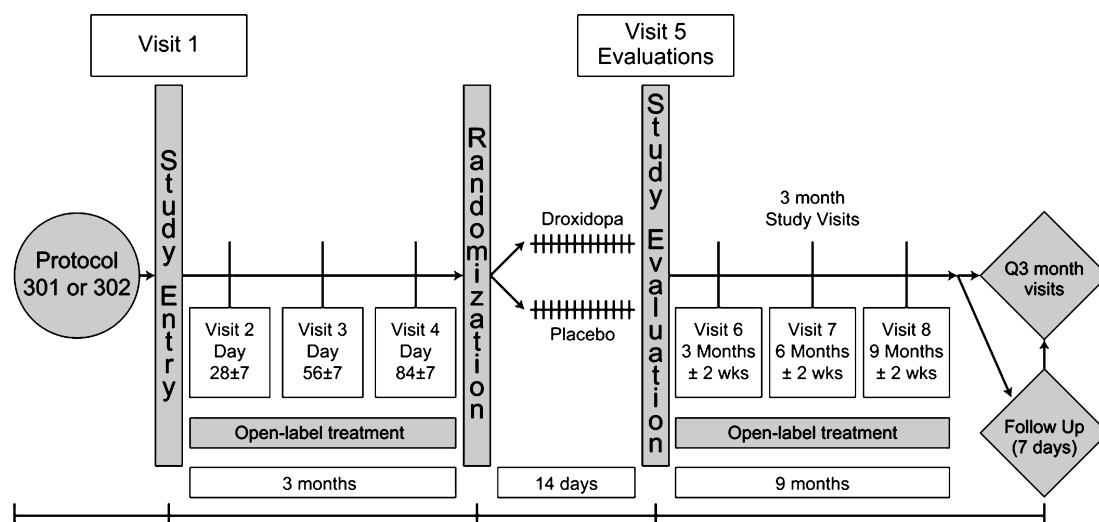 Visit 1
Visit 5
Evaluations
Protocol
301 or 302
Study Entry
Visit 2
Day
28±7
Visit 3
Day
56±7
Visit 4
Day
84±7
Open-label treatment
3 months
Randomization
Droxidopa
Placebo
14 days
Study Evaluation
3 month
Study Visits
Visit 6
3 Months
± 2 wks
Visit 7
6 Months
± 2 wks
Visit 8
9 Months
± 2 wks
Open-label treatment
9 months
Q3 month
visits
Follow Up
(7 days)